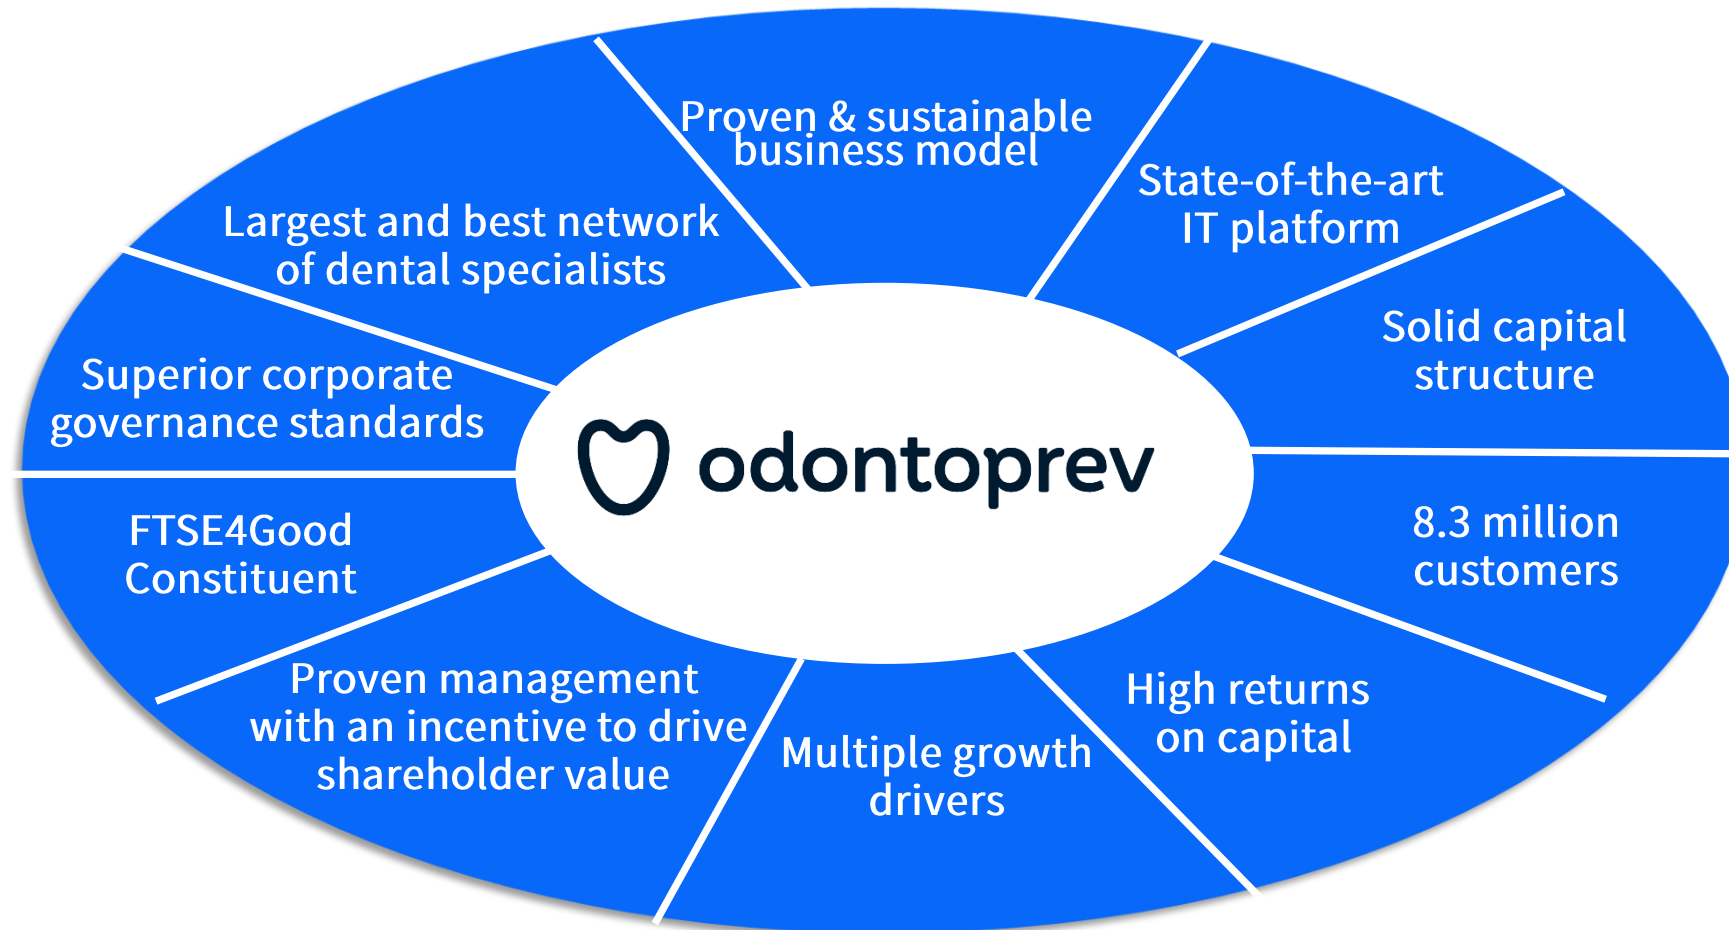 Proven & sustainable
business model
State-of-the-art
IT platform
Solid capital
structure
8.3 million
customers
High returns
on capital
Multiple growth
drivers
Proven management
with an incentive to drive
shareholder value
FTSE4Good
Constituent
Superior corporate
governance standards
Largest and best network
of dental specialists
odontoprev